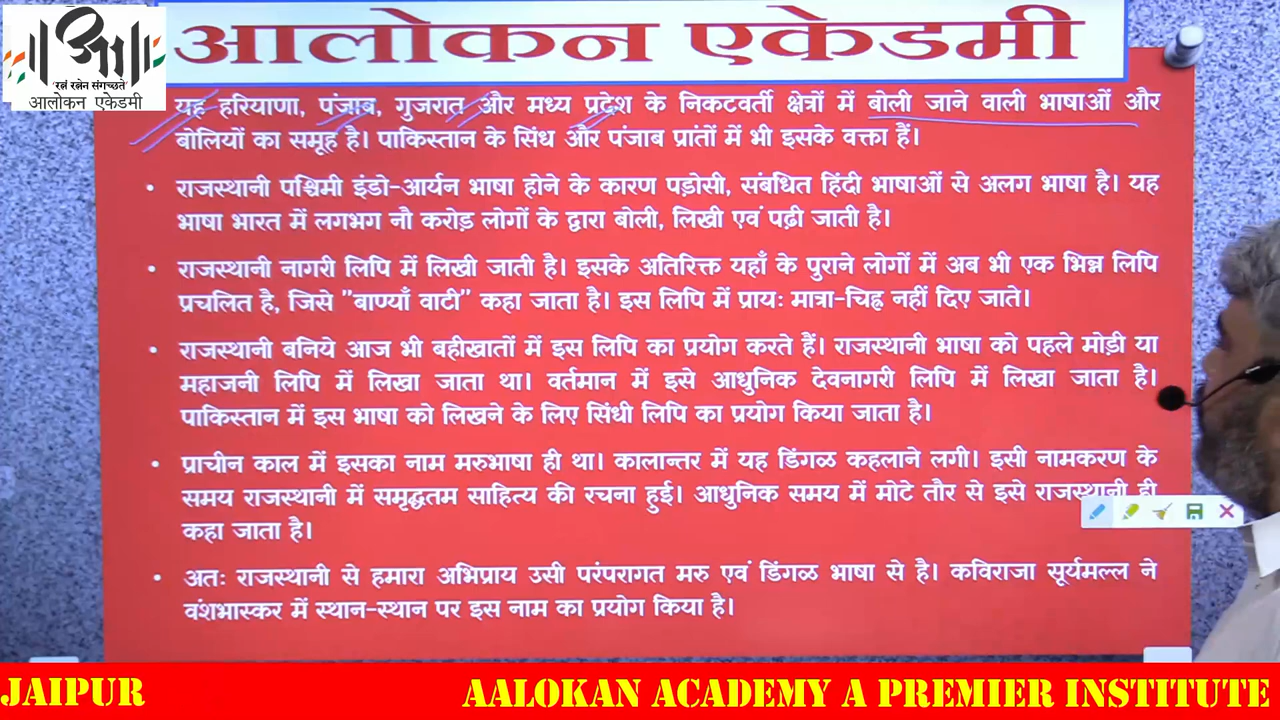 आलोकन एकेडमी
आ
'रत्नं रत्नेन संगच्छते'
आलोकन एकेडमी
यह हरियाणा, पंजाब, गुजरात और मध्य प्रदेश के निकटवर्ती क्षेत्रों में बोली जाने वाली भाषाओं और
बोलियों का समूह है। पाकिस्तान के सिंध और पंजाब प्रांतों में भी इसके वक्ता हैं।
• राजस्थानी पश्चिमी इंडो-आर्यन भाषा होने के कारण पड़ोसी, संबधित हिंदी भाषाओं से अलग भाषा है। यह
भाषा भारत में लगभग नौ करोड़ लोगों के द्वारा बोली, लिखी एवं पढ़ी जाती है।
• राजस्थानी नागरी लिपि में लिखी जाती है। इसके अतिरिक्त यहाँ के पुराने लोगों में अब भी एक भिन्न लिपि
प्रचलित है, जिसे "बाण्याँ वाटी" कहा जाता है। इस लिपि में प्रायः मात्रा-चिह्न नहीं दिए जाते।
• राजस्थानी बनिये आज भी बहीखातों में इस लिपि का प्रयोग करते हैं। राजस्थानी भाषा को पहले मोड़ी या
महाजनी लिपि में लिखा जाता था। वर्तमान में इसे आधुनिक देवनागरी लिपि में लिखा जाता है।
पाकिस्तान में इस भाषा को लिखने के लिए सिंधी लिपि का प्रयोग किया जाता है।
• प्राचीन काल में इसका नाम मरुभाषा ही था। कालान्तर में यह डिंगळ कहलाने लगी। इसी नामकरण के
समय राजस्थानी में समृद्धतम साहित्य की रचना हुई। आधुनिक समय में मोटे तौर से इसे राजस्थानी ही
कहा जाता है।
• अतः राजस्थानी से हमारा अभिप्राय उसी परंपरागत मरु एवं डिंगळ भाषा से है। कविराजा सूर्यमल्ल ने
वंशभास्कर में स्थान-स्थान पर इस नाम का प्रयोग किया है।
JAIPUR
AALOKAN ACADEMY A PREMIER INSTITUTE